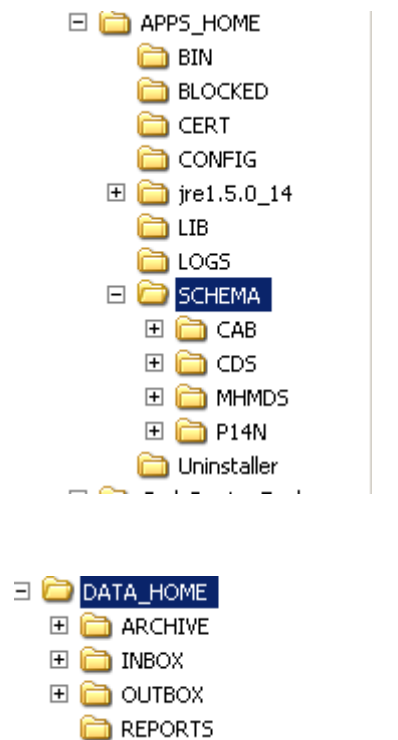 APPS_HOME
BIN
BLOCKED
CERT
CONFIG
jre1.5.0_14
LIB
LOGS
SCHEMA
CAB
CDS
MHMDS
P14N
Uninstaller
DATA_HOME
ARCHIVE
INBOX
OUTBOX
REPORTS